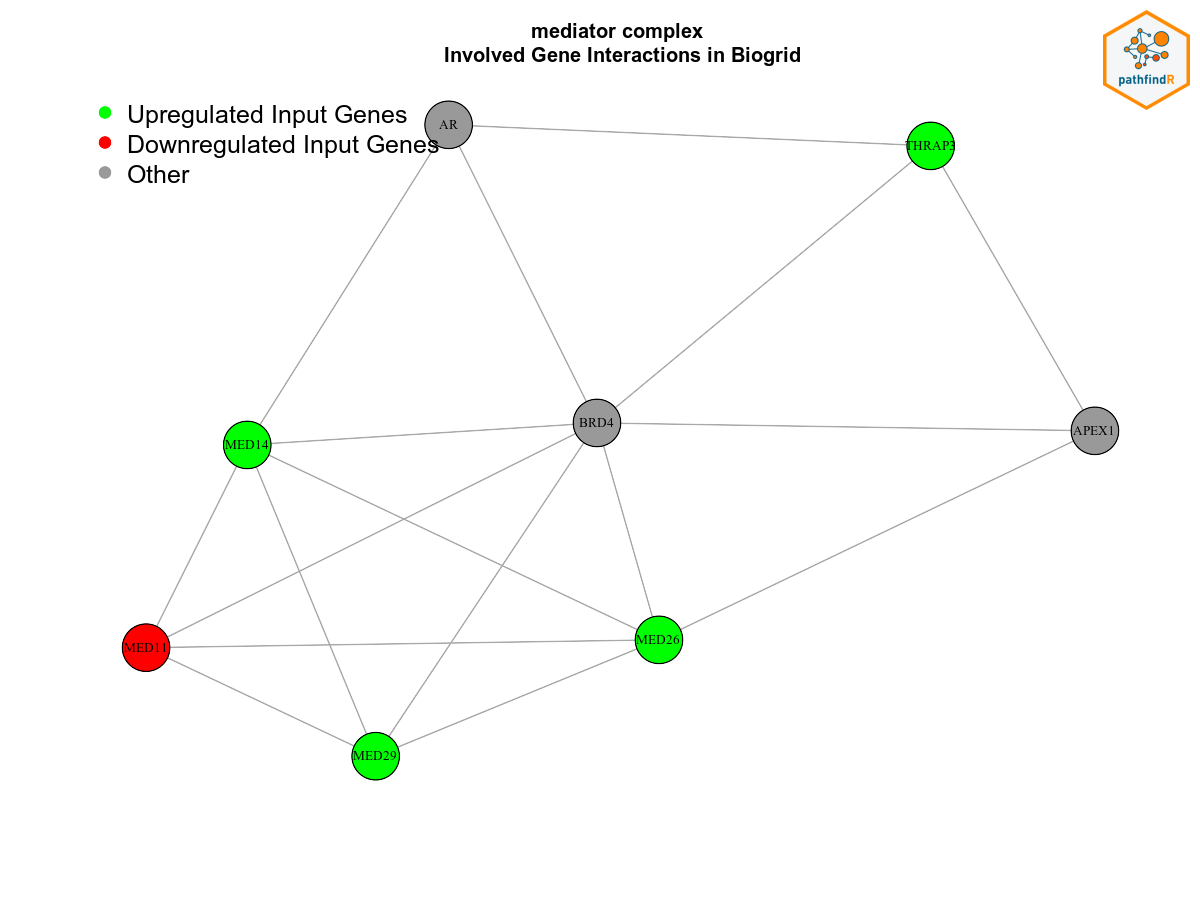 mediator complex
Involved Gene Interactions in Biogrid
pathfindR
Upregulated Input Genes
Downregulated Input Genes
Other
AR
THRAP3
BRD4
APEX1
MED14
MED26
MED11
MED29